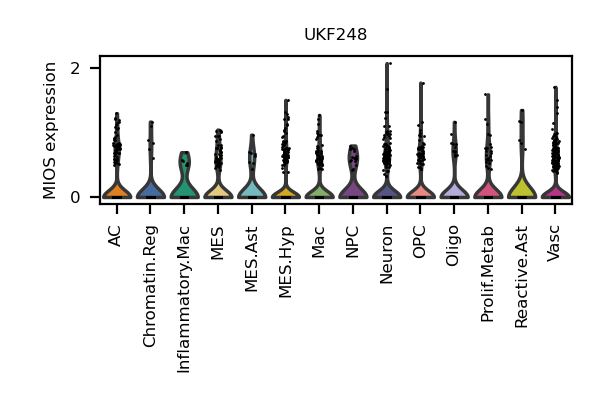 UKF248
MIOS expression
2
0
AC
Chromatin.Reg
Inflammatory.Mac
MES
MES.Ast
MES.Hyp
Mac
NPC
Neuron
OPC
Oligo
Prolif.Metab
Reactive.Ast
Vasc